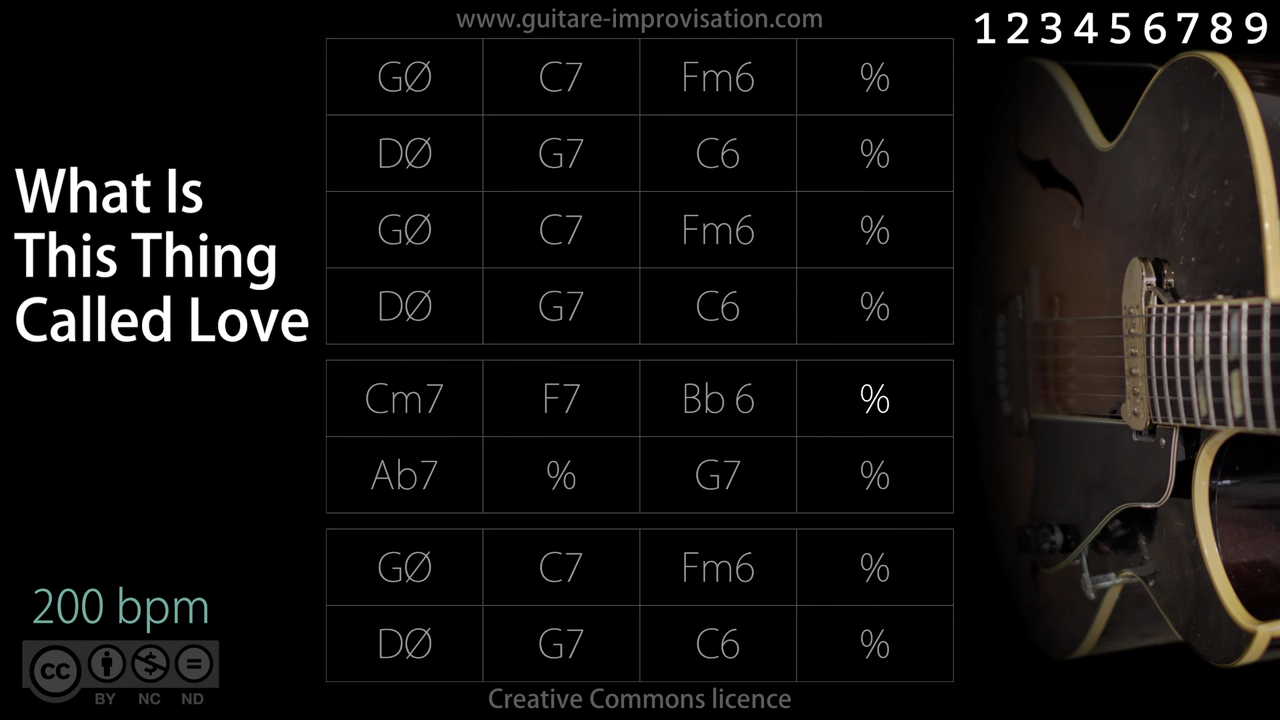 www.guitare-improvisation.com
1 2 3 4 5 6 7 8 9
What Is
This Thing
Called Love
GØ C7 Fm6 %
DØ G7 C6 %
GØ C7 Fm6 %
DØ G7 C6 %
Cm7 F7 Bb 6 %
Ab7 % G7 %
GØ C7 Fm6 %
DØ G7 C6 %
200 bpm
cc $ =
BY NC ND
Creative Commons licence